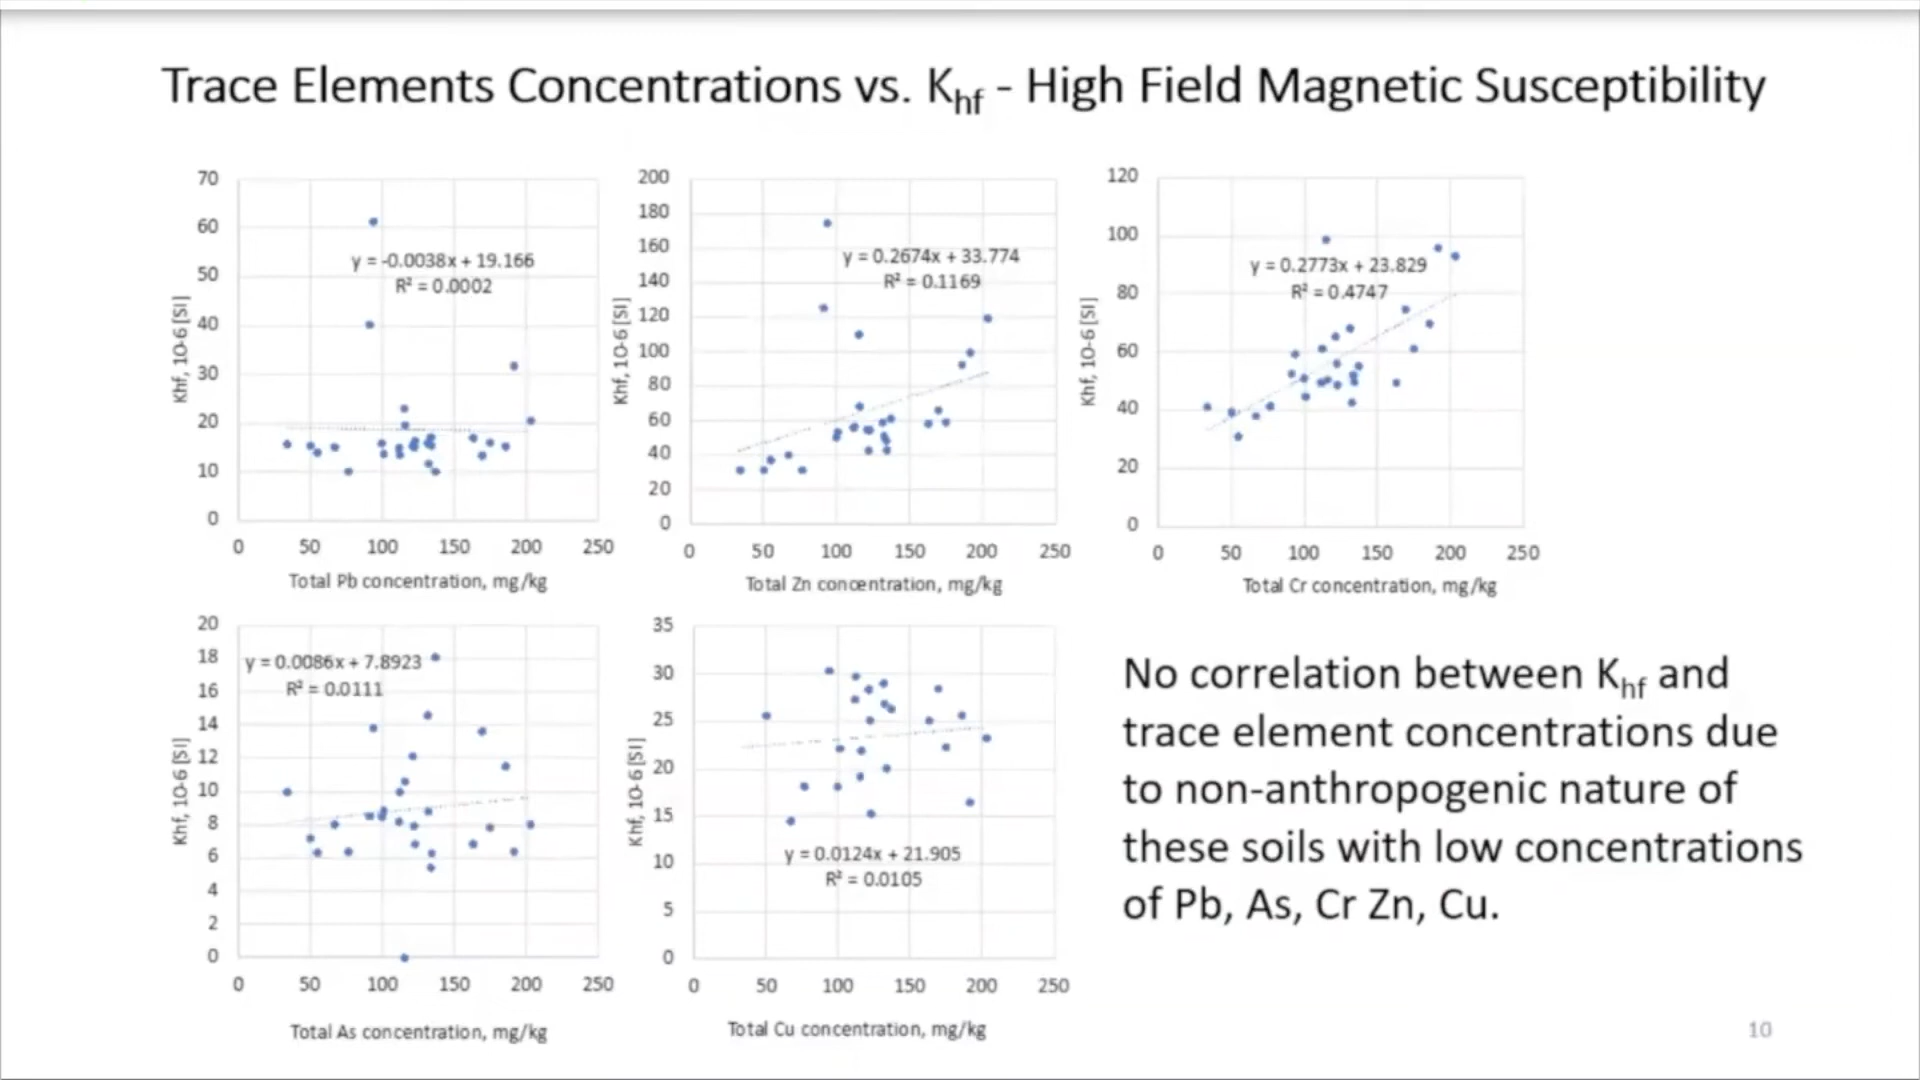 Trace Elements Concentrations vs. Khf - High Field Magnetic Susceptibility
70
60
50
40
30
20
10
0
Khf, 10-6 [SI]
y = -0.0038x + 19.166
R² = 0.0002
0 50 100 150 200 250
Total Pb concentration, mg/kg
200
180
160
140
120
100
80
60
40
20
0
Khf, 10-6 [SI]
y = 0.2674x + 33.774
R² = 0.1169
0 50 100 150 200 250
Total Zn concentration, mg/kg
120
100
80
60
40
20
0
Khf, 10-6 [SI]
y = 0.2773x + 23.829
R² = 0.4747
0 50 100 150 200 250
Total Cr concentration, mg/kg
20
18
16
14
12
10
8
6
4
2
0
Khf, 10-6 [SI]
y = 0.0086x + 7.8923
R² = 0.0111
0 50 100 150 200 250
Total As concentration, mg/kg
35
30
25
20
15
10
5
0
Khf, 10-6 [SI]
y = 0.0124x + 21.905
R² = 0.0105
0 50 100 150 200 250
Total Cu concentration, mg/kg
No correlation between Khf and
trace element concentrations due
to non-anthropogenic nature of
these soils with low concentrations
of Pb, As, Cr Zn, Cu.
10